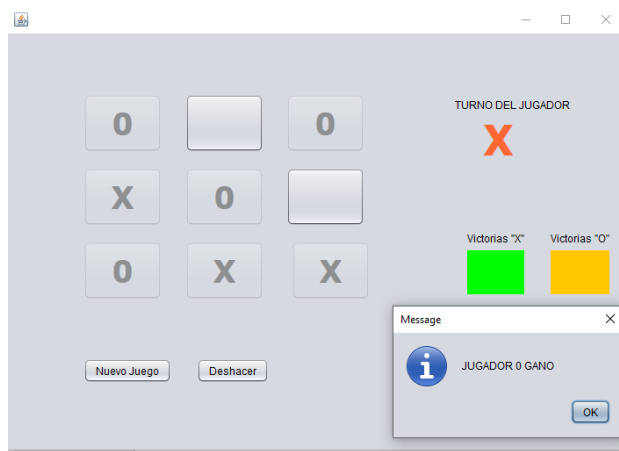 TURNO DEL JUGADOR
X
0 0
X 0
0 X X
Victorias "X" Victorias "O"
Nuevo Juego Deshacer
Message
JUGADOR 0 GANO
OK